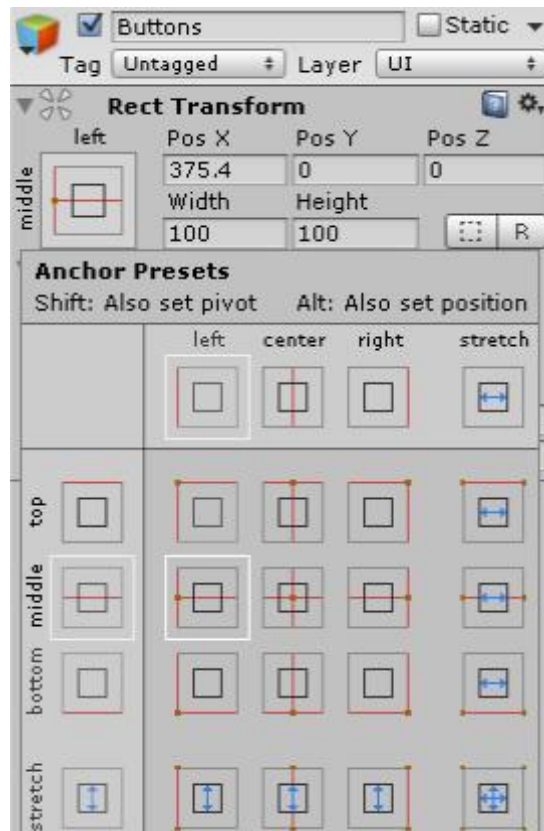 Buttons Static
Tag Untagged Layer UI
Rect Transform
left Pos X Pos Y Pos Z
middle 375.4 0 0
Width Height
100 100 R
Anchor Presets
Shift: Also set pivot Alt: Also set position
left center right stretch
top
middle
bottom
stretch